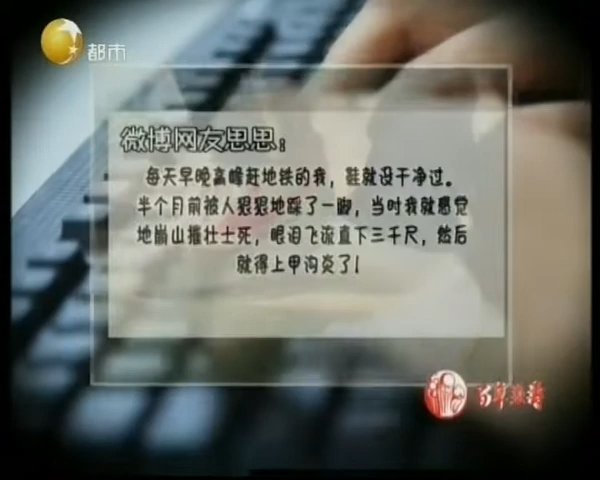 都市
微博网友思思：
每天早晚高峰赶地铁的我，鞋就没干净过。
半个月前被人狠狠地踩了一脚，当时我就感觉
地崩山摧壮士死，眼泪飞流直下三千尺，然后
就得上甲沟炎了！